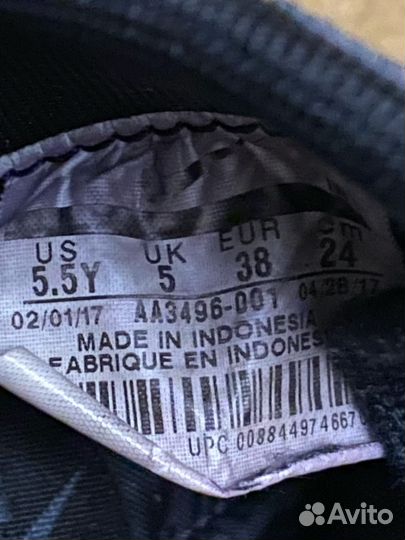 US UK EUR cm
5.5Y 5 38 24
02/01/17 AA3496-001 04/28/17
MADE IN INDONESIA
FABRIQUE EN INDONES
UPC 008844974667
Avito